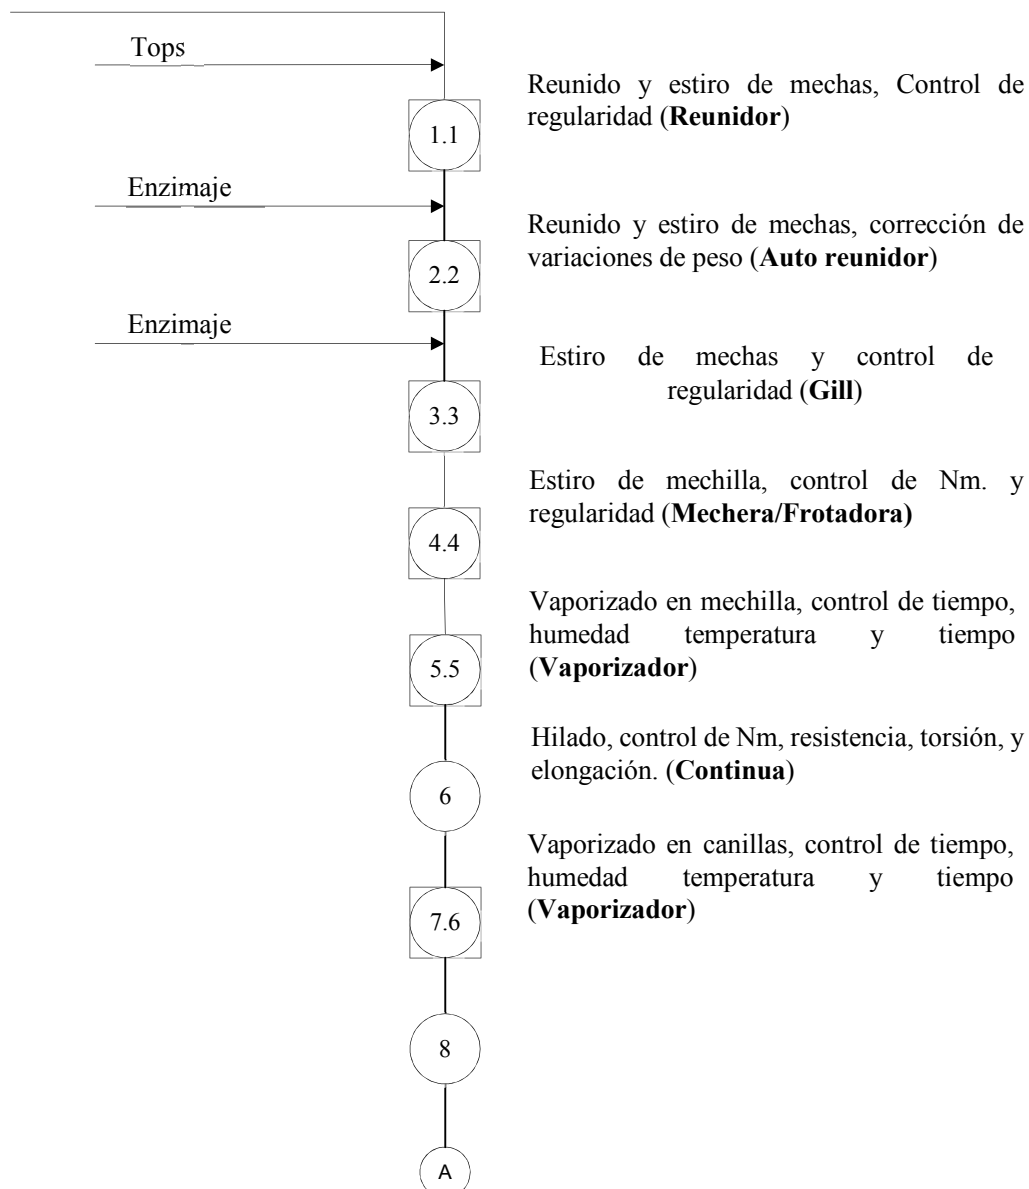 Tops
Reunido y estiro de mechas, Control de
regularidad (Reunidor)
1.1
Enzimaje
Reunido y estiro de mechas, corrección de
variaciones de peso (Auto reunidor)
2.2
Enzimaje
Estiro de mechas y control de
regularidad (Gill)
3.3
Estiro de mechilla, control de Nm. y
regularidad (Mechera/Frotadora)
4.4
Vaporizado en mechilla, control de tiempo,
humedad temperatura y tiempo
(Vaporizador)
5.5
Hilado, control de Nm, resistencia, torsión, y
elongación. (Continua)
6
Vaporizado en canillas, control de tiempo,
humedad temperatura y tiempo
(Vaporizador)
7.6
8
A